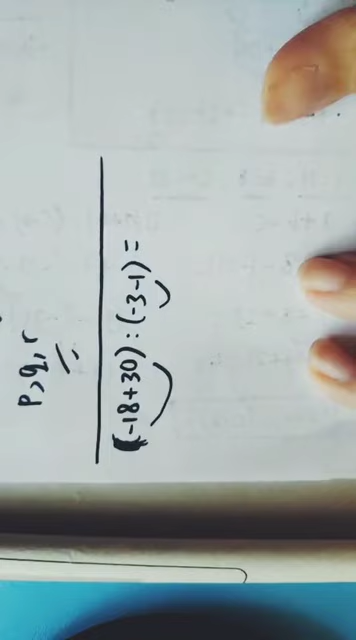 p, q, r
(-18+30):(-3-1)=